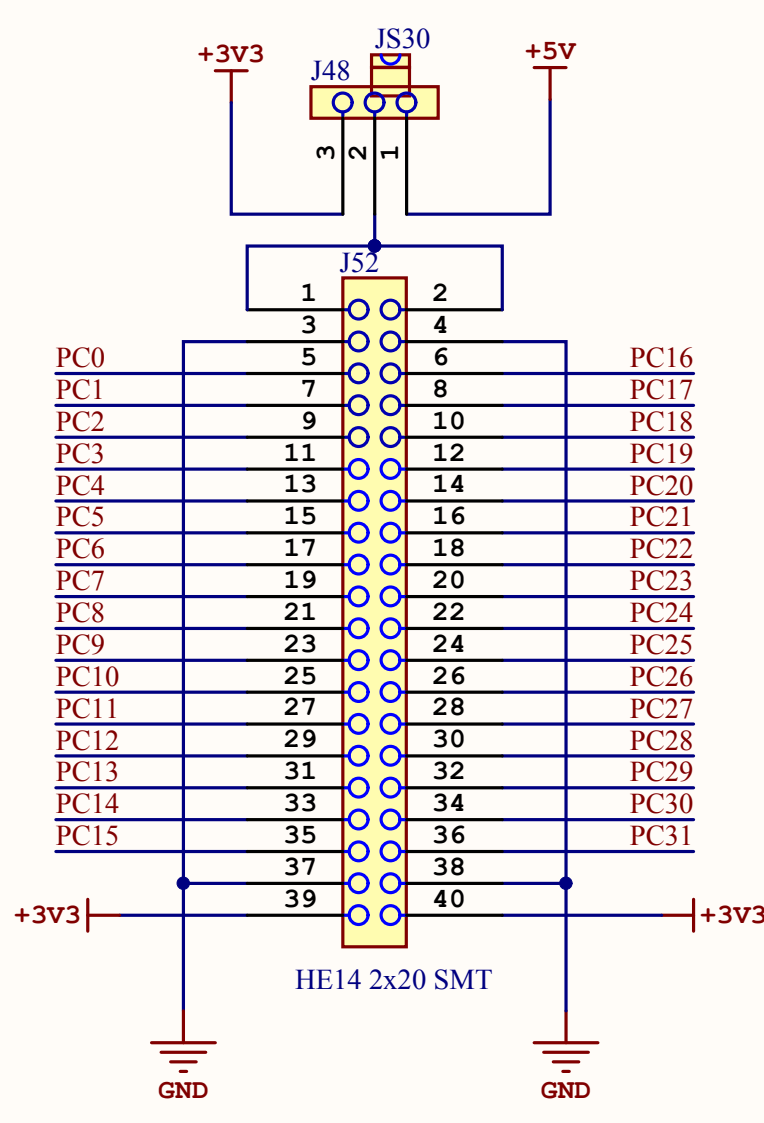 JS30
+3V3
+5V
J48
3 2 1
J52
1 2
3 4
PC0 5 6 PC16
PC1 7 8 PC17
PC2 9 10 PC18
PC3 11 12 PC19
PC4 13 14 PC20
PC5 15 16 PC21
PC6 17 18 PC22
PC7 19 20 PC23
PC8 21 22 PC24
PC9 23 24 PC25
PC10 25 26 PC26
PC11 27 28 PC27
PC12 29 30 PC28
PC13 31 32 PC29
PC14 33 34 PC30
PC15 35 36 PC31
37 38
+3V3 39 40 +3V3
HE14 2x20 SMT
GND GND